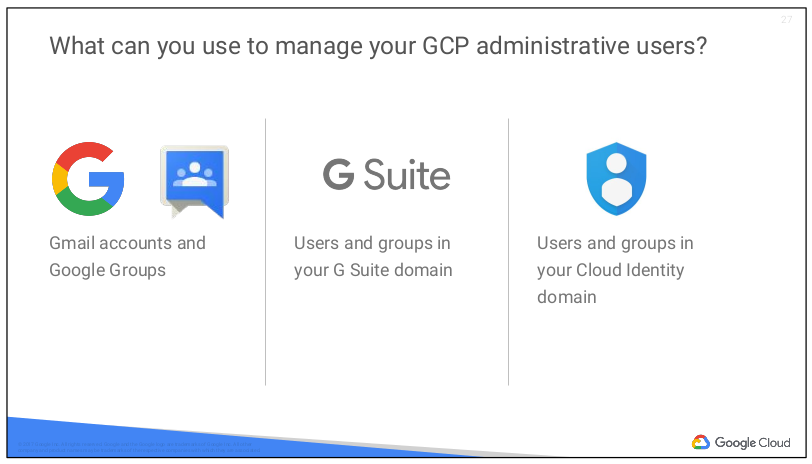 27
What can you use to manage your GCP administrative users?
G Suite
Gmail accounts and
Google Groups
Users and groups in
your G Suite domain
Users and groups in
your Cloud Identity
domain
Google Cloud